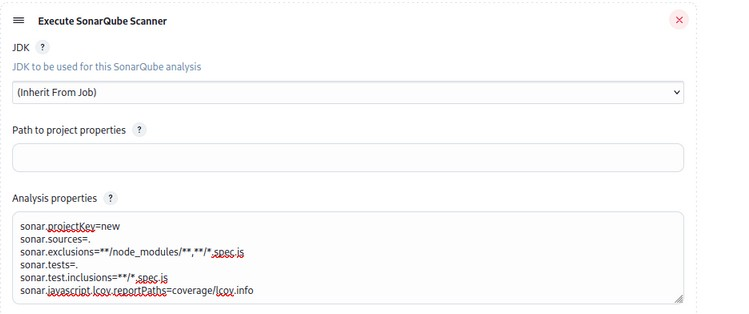 Execute SonarQube Scanner
JDK ?
JDK to be used for this SonarQube analysis
(Inherit From Job)
Path to project properties ?
Analysis properties ?
sonar.projectKey=new
sonar.sources=.
sonar.exclusions=**/node_modules/**,**/*.spec.js
sonar.tests=.
sonar.test.inclusions=**/*.spec.js
sonar.javascript.lcov.reportPaths=coverage/lcov.info